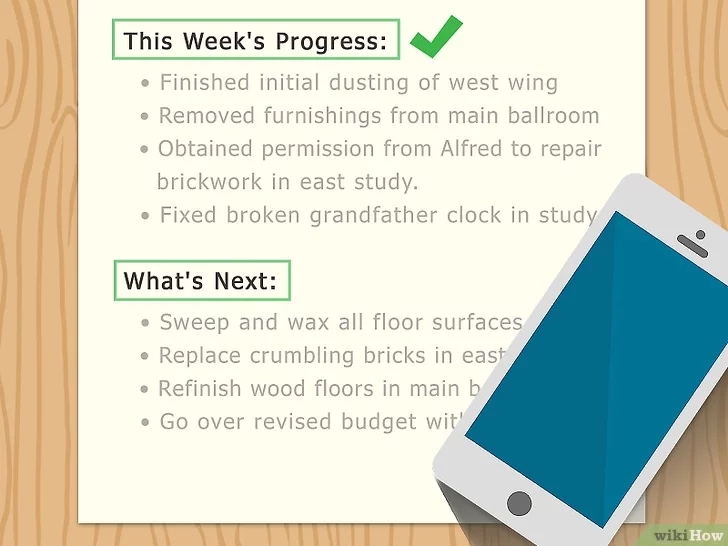 This Week's Progress:
• Finished initial dusting of west wing
• Removed furnishings from main ballroom
• Obtained permission from Alfred to repair
brickwork in east study.
• Fixed broken grandfather clock in study
What's Next:
• Sweep and wax all floor surfaces
• Replace crumbling bricks in east
• Refinish wood floors in main
• Go over revised budget
wikiHow